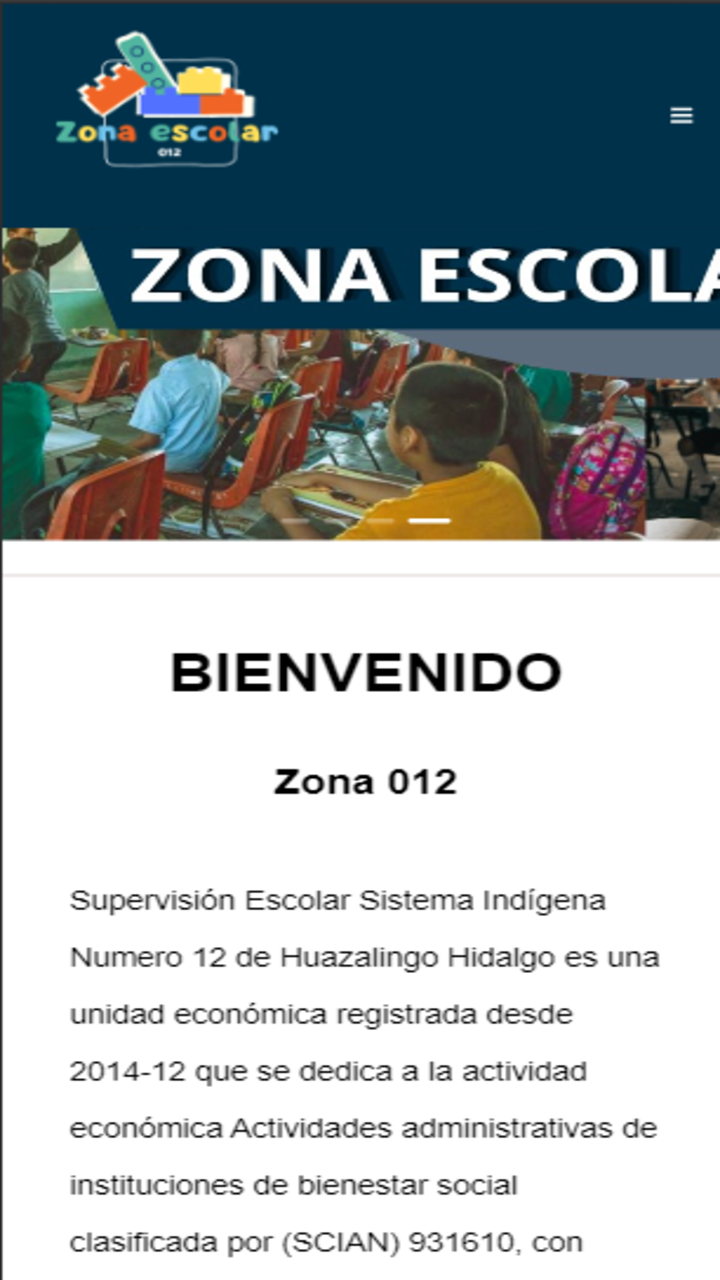 Zona escolar
012
ZONA ESCOLA
BIENVENIDO
Zona 012
Supervisión Escolar Sistema Indígena
Numero 12 de Huazalingo Hidalgo es una
unidad económica registrada desde
2014-12 que se dedica a la actividad
económica Actividades administrativas de
instituciones de bienestar social
clasificada por (SCIAN) 931610, con